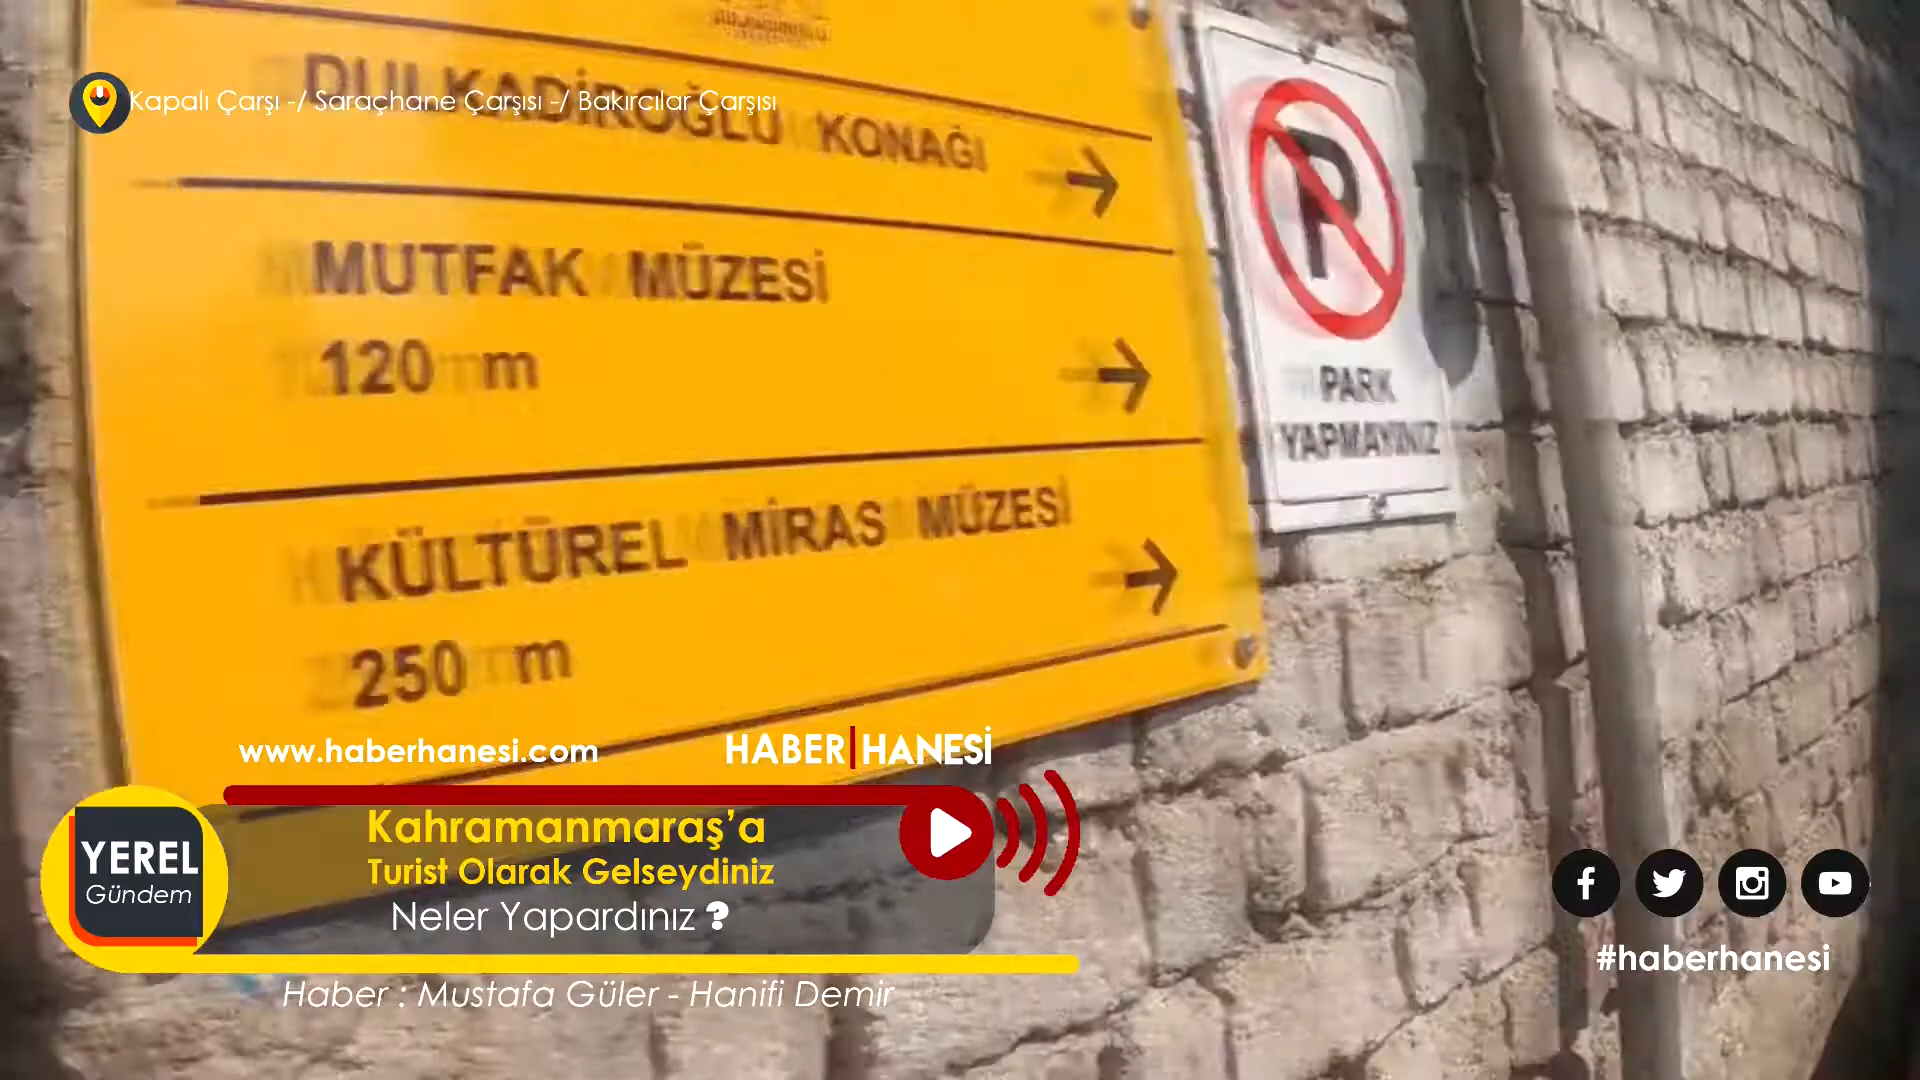 Kapalı Çarşı -/ Saraçhane Çarşısı -/ Bakırcılar Çarşısı
DULKADİROĞLU KONAĞI
MUTFAK MÜZESİ
120 m
KÜLTÜREL MİRAS MÜZESİ
250 m
P
PARK
YAPMAYINIZ
www.haberhanesi.com
HABER|HANESİ
YEREL
Gündem
Kahramanmaraş'a
Turist Olarak Gelseydiniz
Neler Yapardınız ?
Haber : Mustafa Güler - Hanifi Demir
#haberhanesi